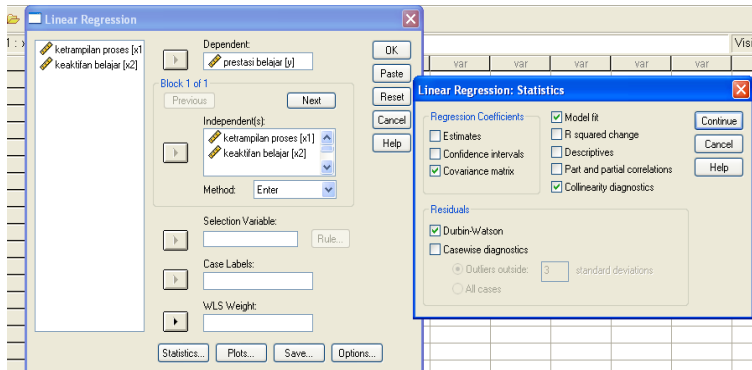 Linear Regression
1 :
Visi
ketrampilan proses [x1
keaktifan belajar [x2]
Dependent:
prestasi belajar [y]
Block 1 of 1
Previous
Next
Independent(s):
ketrampilan proses [x1]
keaktifan belajar [x2]
Method:
Enter
Selection Variable:
Rule...
Case Labels:
WLS Weight:
Statistics...
Plots...
Save...
Options...
OK
Paste
Reset
Cancel
Help
var
var
var
var
var
Linear Regression: Statistics
Regression Coefficients
Estimates
Confidence intervals
Covariance matrix
Model fit
R squared change
Descriptives
Part and partial correlations
Collinearity diagnostics
Continue
Cancel
Help
Residuals
Durbin-Watson
Casewise diagnostics
Outliers outside:
3
standard deviations
All cases